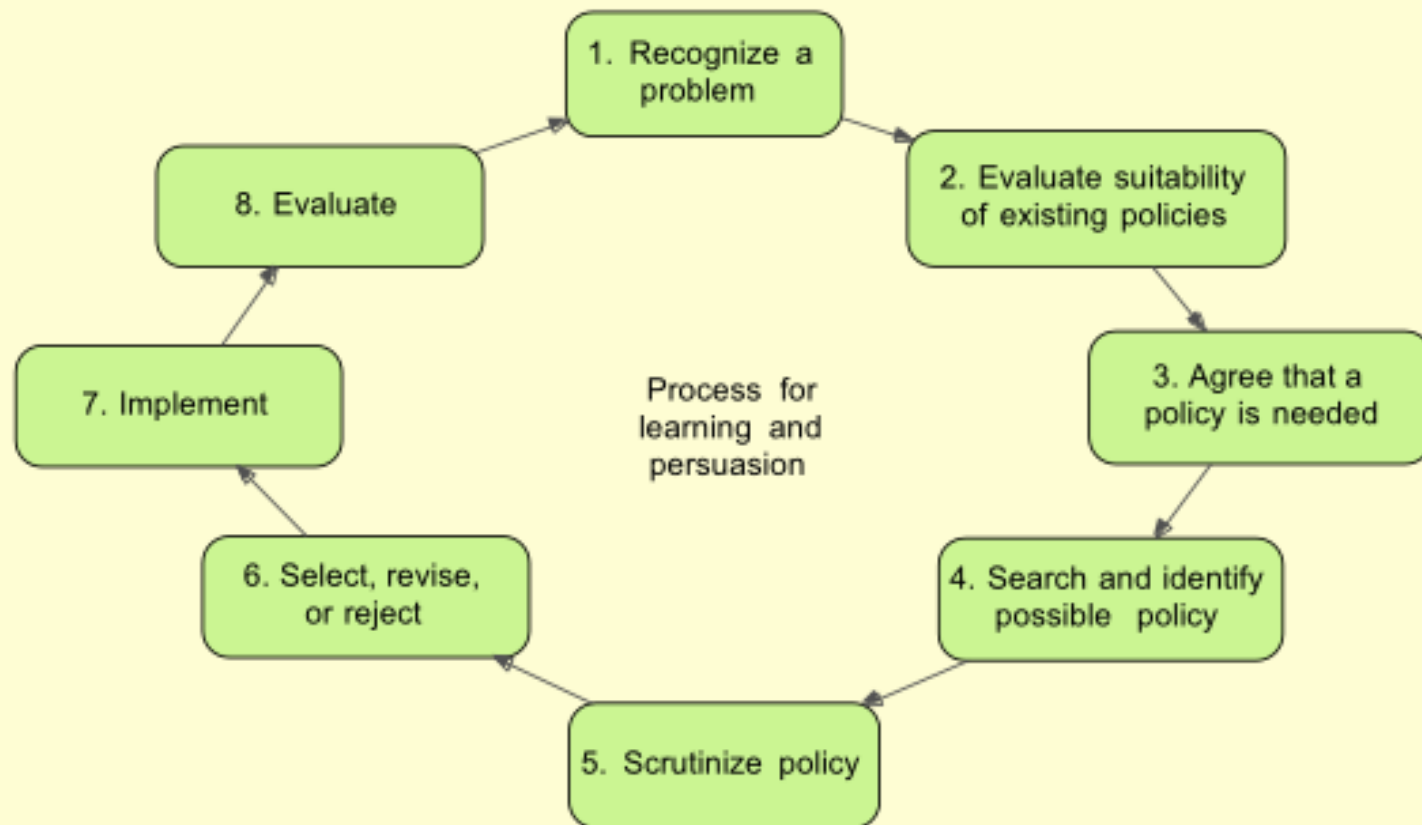 1. Recognize a
problem
2. Evaluate suitability
of existing policies
3. Agree that a
policy is needed
4. Search and identify
possible policy
5. Scrutinize policy
6. Select, revise,
or reject
7. Implement
8. Evaluate
Process for
learning and
persuasion